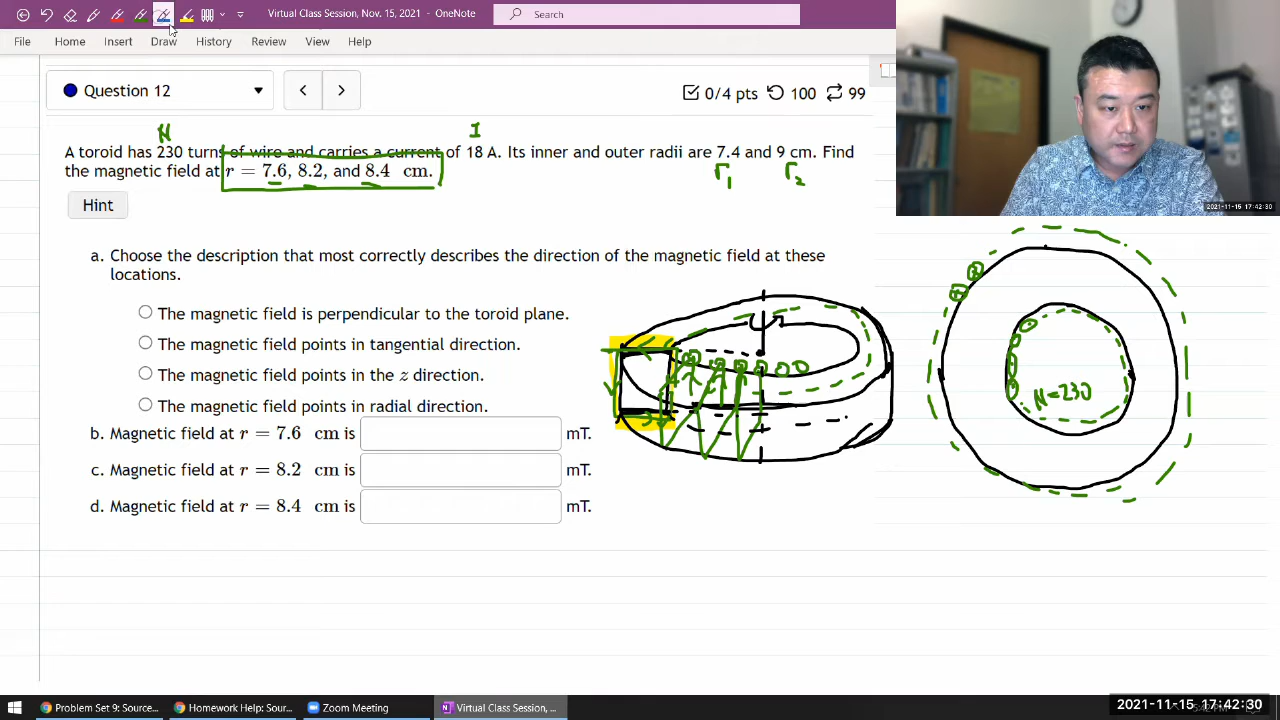 Virtual Class Session, Nov. 15, 2021 - OneNote
Search
File Home Insert Draw History Review View Help
Question 12
0/4 pts 100 99
N I
A toroid has 230 turns of wire and carries a current of 18 A. Its inner and outer radii are 7.4 and 9 cm. Find
the magnetic field at r = 7.6, 8.2, and 8.4 cm.
r₁ r₂
Hint
2021-11-15 17:42:30
a. Choose the description that most correctly describes the direction of the magnetic field at these
locations.
The magnetic field is perpendicular to the toroid plane.
The magnetic field points in tangential direction.
The magnetic field points in the z direction.
The magnetic field points in radial direction.
N=230
b. Magnetic field at r = 7.6 cm is mT.
c. Magnetic field at r = 8.2 cm is mT.
d. Magnetic field at r = 8.4 cm is mT.
Problem Set 9: Source... Homework Help: Sour... Zoom Meeting Virtual Class Session, ...
2021-11-15 17:42:30